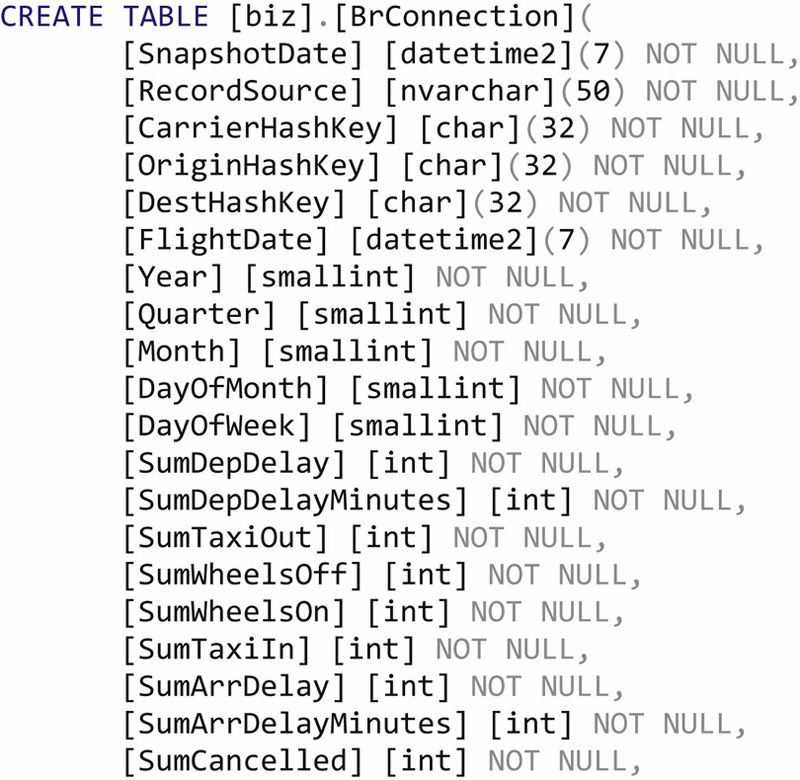 CREATE TABLE [biz].[BrConnection](
[SnapshotDate] [datetime2](7) NOT NULL,
[RecordSource] [nvarchar](50) NOT NULL,
[CarrierHashKey] [char](32) NOT NULL,
[OriginHashKey] [char](32) NOT NULL,
[DestHashKey] [char](32) NOT NULL,
[FlightDate] [datetime2](7) NOT NULL,
[Year] [smallint] NOT NULL,
[Quarter] [smallint] NOT NULL,
[Month] [smallint] NOT NULL,
[DayOfMonth] [smallint] NOT NULL,
[DayOfWeek] [smallint] NOT NULL,
[SumDepDelay] [int] NOT NULL,
[SumDepDelayMinutes] [int] NOT NULL,
[SumTaxiOut] [int] NOT NULL,
[SumWheelsOff] [int] NOT NULL,
[SumWheelsOn] [int] NOT NULL,
[SumTaxiIn] [int] NOT NULL,
[SumArrDelay] [int] NOT NULL,
[SumArrDelayMinutes] [int] NOT NULL,
[SumCancelled] [int] NOT NULL,